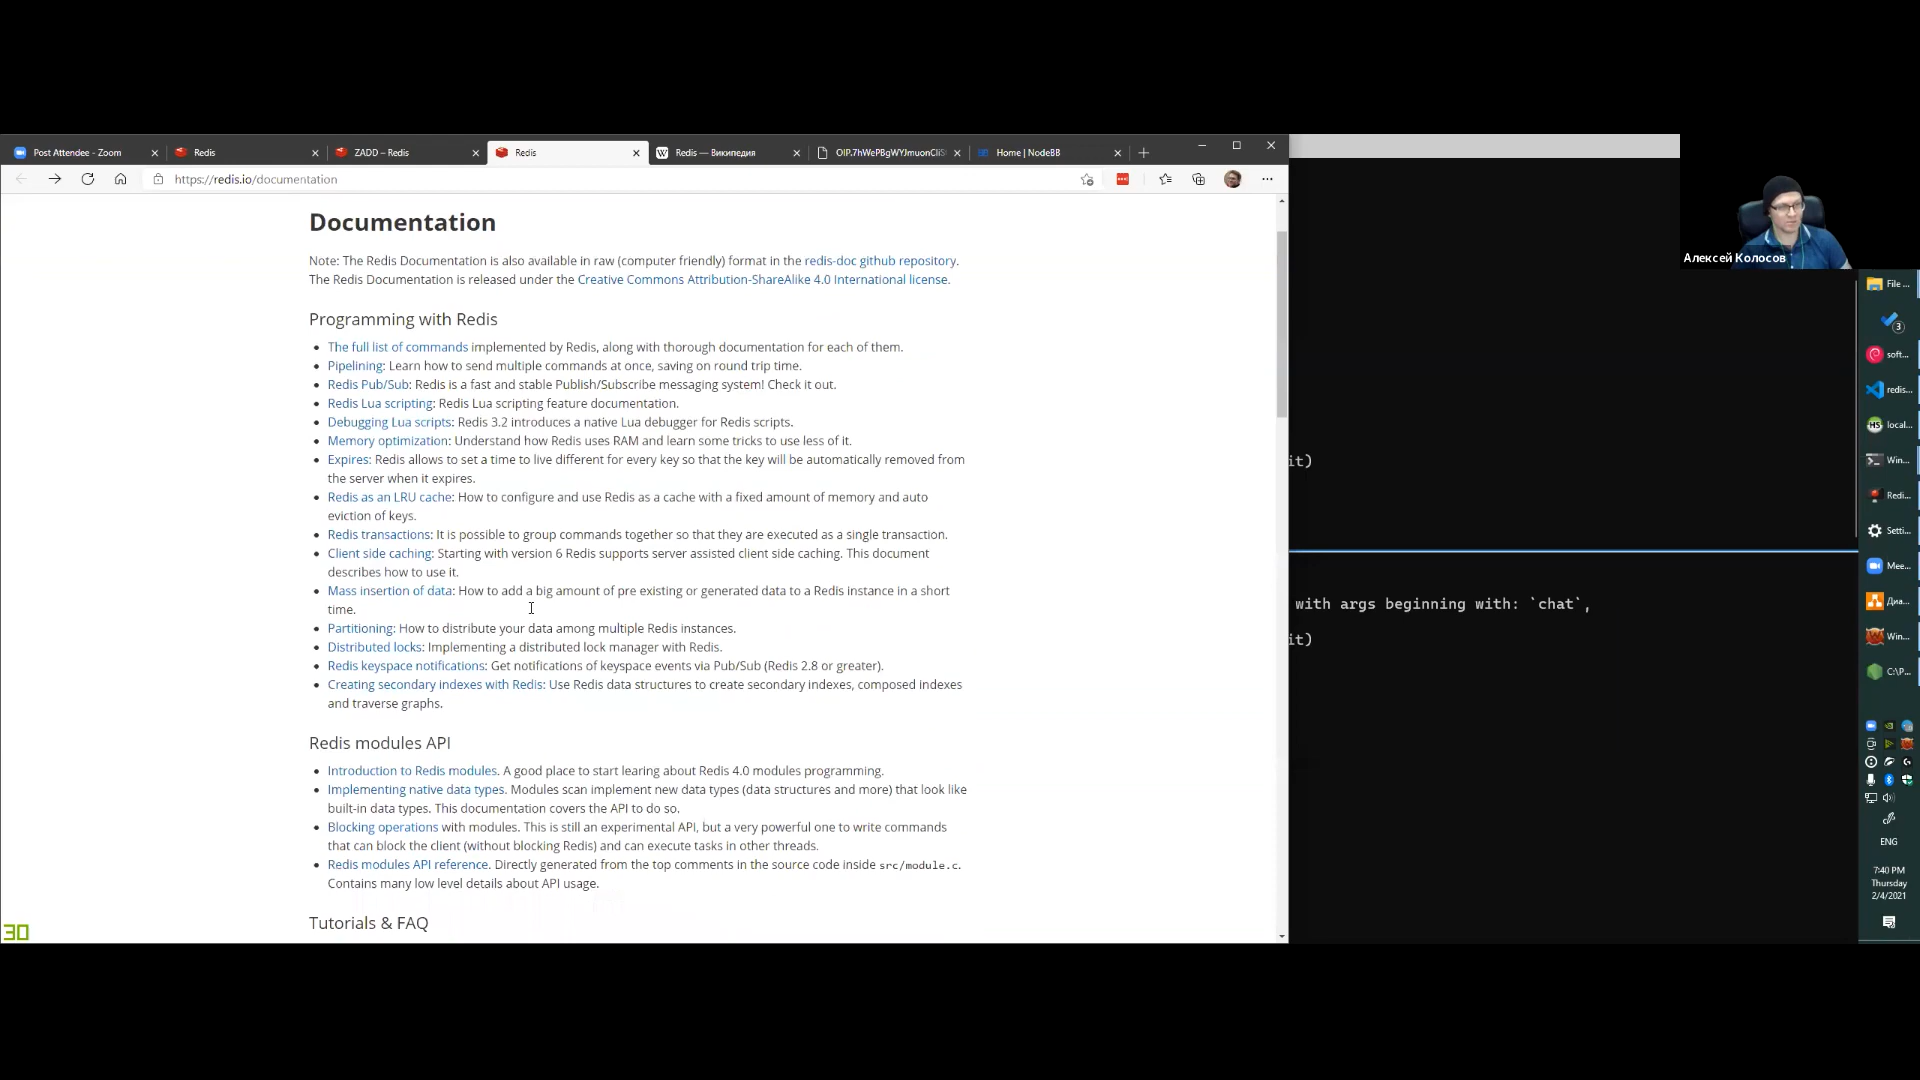 Post Attendee - Zoom
Redis
ZADD – Redis
Redis
Redis — Википедия
OIP.7hWePBgWYJmuonCliS
Home | NodeBB
https://redis.io/documentation
Documentation
Note: The Redis Documentation is also available in raw (computer friendly) format in the redis-doc github repository.
The Redis Documentation is released under the Creative Commons Attribution-ShareAlike 4.0 International license.
Programming with Redis
The full list of commands implemented by Redis, along with thorough documentation for each of them.
Pipelining: Learn how to send multiple commands at once, saving on round trip time.
Redis Pub/Sub: Redis is a fast and stable Publish/Subscribe messaging system! Check it out.
Redis Lua scripting: Redis Lua scripting feature documentation.
Debugging Lua scripts: Redis 3.2 introduces a native Lua debugger for Redis scripts.
Memory optimization: Understand how Redis uses RAM and learn some tricks to use less of it.
Expires: Redis allows to set a time to live different for every key so that the key will be automatically removed from
the server when it expires.
Redis as an LRU cache: How to configure and use Redis as a cache with a fixed amount of memory and auto
eviction of keys.
Redis transactions: It is possible to group commands together so that they are executed as a single transaction.
Client side caching: Starting with version 6 Redis supports server assisted client side caching. This document
describes how to use it.
Mass insertion of data: How to add a big amount of pre existing or generated data to a Redis instance in a short
time.
Partitioning: How to distribute your data among multiple Redis instances.
Distributed locks: Implementing a distributed lock manager with Redis.
Redis keyspace notifications: Get notifications of keyspace events via Pub/Sub (Redis 2.8 or greater).
Creating secondary indexes with Redis: Use Redis data structures to create secondary indexes, composed indexes
and traverse graphs.
Redis modules API
Introduction to Redis modules. A good place to start learing about Redis 4.0 modules programming.
Implementing native data types. Modules scan implement new data types (data structures and more) that look like
built-in data types. This documentation covers the API to do so.
Blocking operations with modules. This is still an experimental API, but a very powerful one to write commands
that can block the client (without blocking Redis) and can execute tasks in other threads.
Redis modules API reference. Directly generated from the top comments in the source code inside src/module.c.
Contains many low level details about API usage.
Tutorials & FAQ
30
it)
with args beginning with: `chat`,
it)
Алексей Колосов
File ...
3
soft...
redis...
local...
Win...
Redi...
Setti...
Mee...
Диа...
Win...
C:\P...
ENG
7:40 PM
Thursday
2/4/2021